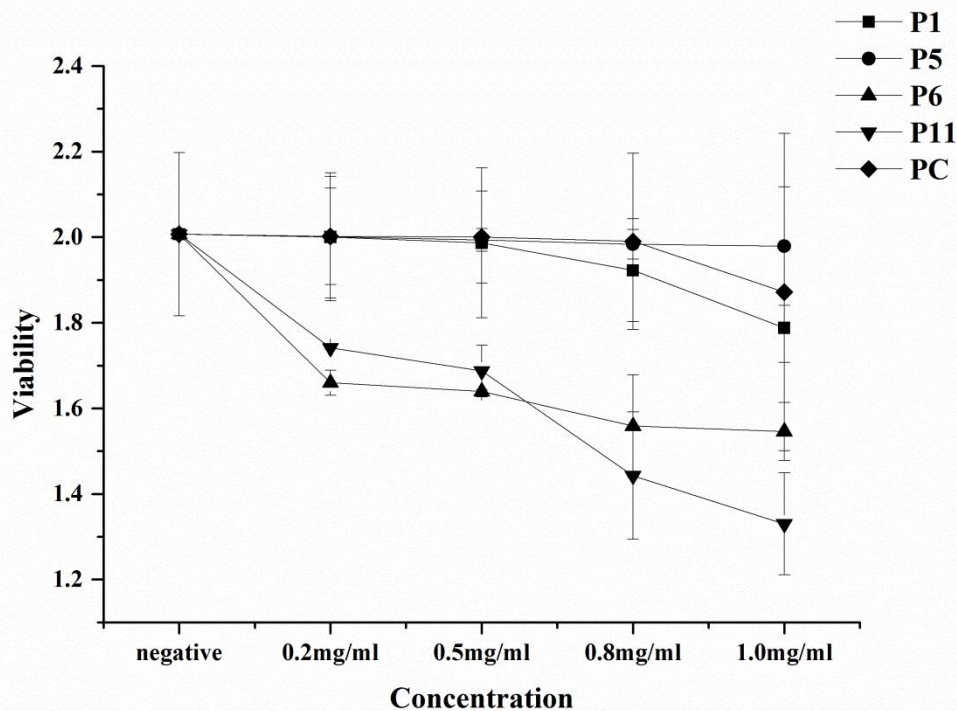 P1
P5
P6
P11
PC
2.4
2.2
2.0
1.8
1.6
1.4
1.2
Viability
negative 0.2mg/ml 0.5mg/ml 0.8mg/ml 1.0mg/ml
Concentration